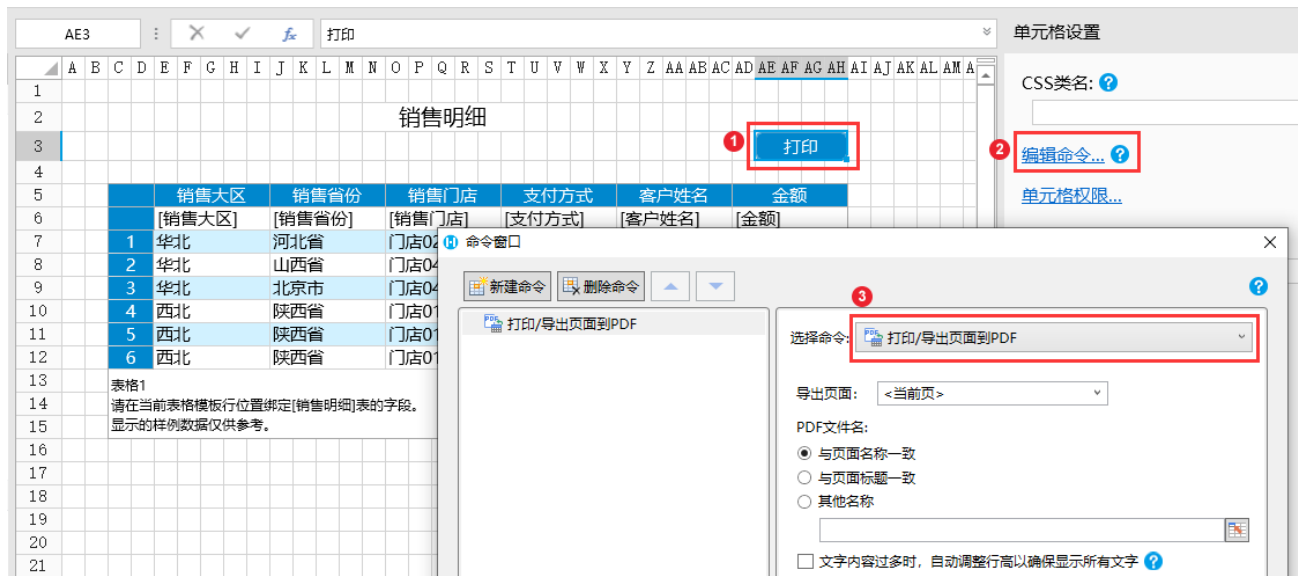 AE3 fx 打印
单元格设置
A B C D E F G H I J K L M N O P Q R S T U V W X Y Z AA AB AC AD AE AF AG AH AI AJ AK AL AM A
CSS类名: ?
1
2 销售明细
3 1 打印
2 编辑命令... ?
4
单元格权限...
5 销售大区 销售省份 销售门店 支付方式 客户姓名 金额
6 [销售大区] [销售省份] [销售门店] [支付方式] [客户姓名] [金额]
7 1 华北 河北省 门店02
8 2 华北 山西省 门店04
9 3 华北 北京市 门店04
10 4 西北 陕西省 门店01
11 5 西北 陕西省 门店01
12 6 西北 陕西省 门店01
13 表格1
14 请在当前表格模板行位置绑定[销售明细]表的字段。
15 显示的样例数据仅供参考。
16
17
18
19
20
21
命令窗口
新建命令 删除命令 ?
打印/导出页面到PDF
3
选择命令: 打印/导出页面到PDF
导出页面: <当前页>
PDF文件名:
与页面名称一致
与页面标题一致
其他名称
文字内容过多时，自动调整行高以确保显示所有文字 ?